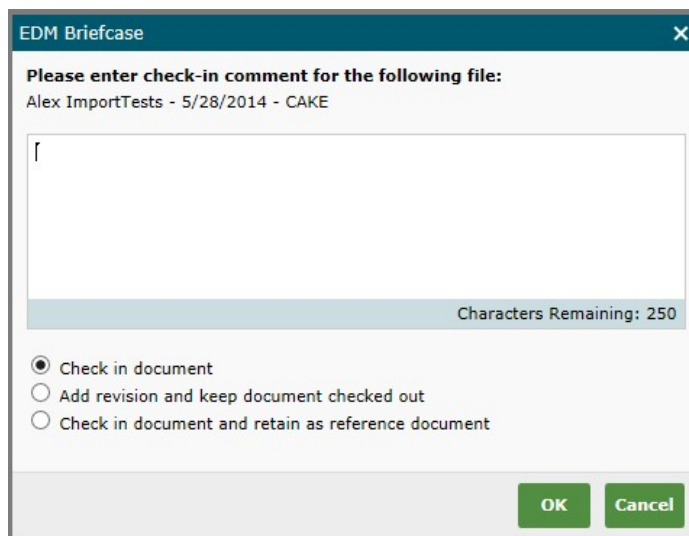 EDM Briefcase
Please enter check-in comment for the following file:
Alex ImportTests - 5/28/2014 - CAKE
Characters Remaining: 250
Check in document
Add revision and keep document checked out
Check in document and retain as reference document
OK Cancel